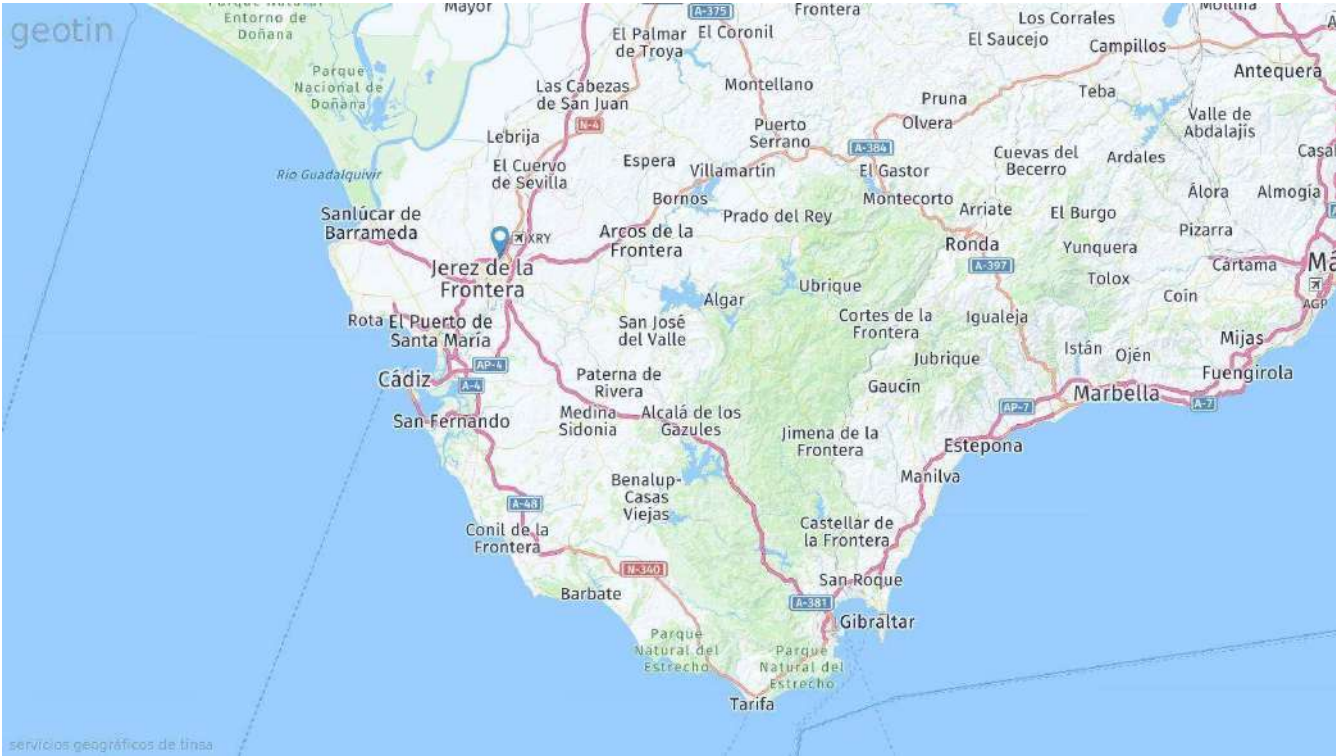 geotin
Parque Natural
Entorno de
Doñana
Mayor
A-375
Frontera
Los Corrales
Mollina
El Palmar
de Troya
El Coronil
El Saucejo
Campillos
Parque
Nacional de
Doñana
Las Cabezas
de San Juan
Montellano
Antequera
Pruna
Teba
Olvera
Valle de
Abdalajís
Lebrija
N-4
Puerto
Serrano
A-384
El Cuervo
de Sevilla
Espera
Villamartín
El Gastor
Cuevas del
Becerro
Ardales
Río Guadalquivir
Bornos
Montecorto
Arriate
Álora
Almogía
Sanlúcar de
Barrameda
Prado del Rey
El Burgo
Pizarra
XRY
Arcos de la
Frontera
Ronda
Yunquera
Jerez de la
Frontera
A-397
Tolox
Cártama
Má
Algar
Ubrique
Coín
AGP
Rota
El Puerto de
Santa María
San José
del Valle
Cortes de la
Frontera
Igualeja
Mijas
Istán
Ojén
Jubrique
AP-4
Fuengirola
Cádiz
A-4
Paterna de
Rivera
Gaucín
Marbella
AP-7
A-7
San Fernando
Medina
Sidonia
Alcalá de los
Gazules
Jimena de la
Frontera
Estepona
Manilva
Benalup-
Casas
Viejas
A-48
Conil de la
Frontera
Castellar de
la Frontera
N-340
San Roque
Barbate
A-381
Gibraltar
Parque
Natural del
Estrecho
Parque
Natural del
Estrecho
Tarifa
servicios geográficos de tinsa